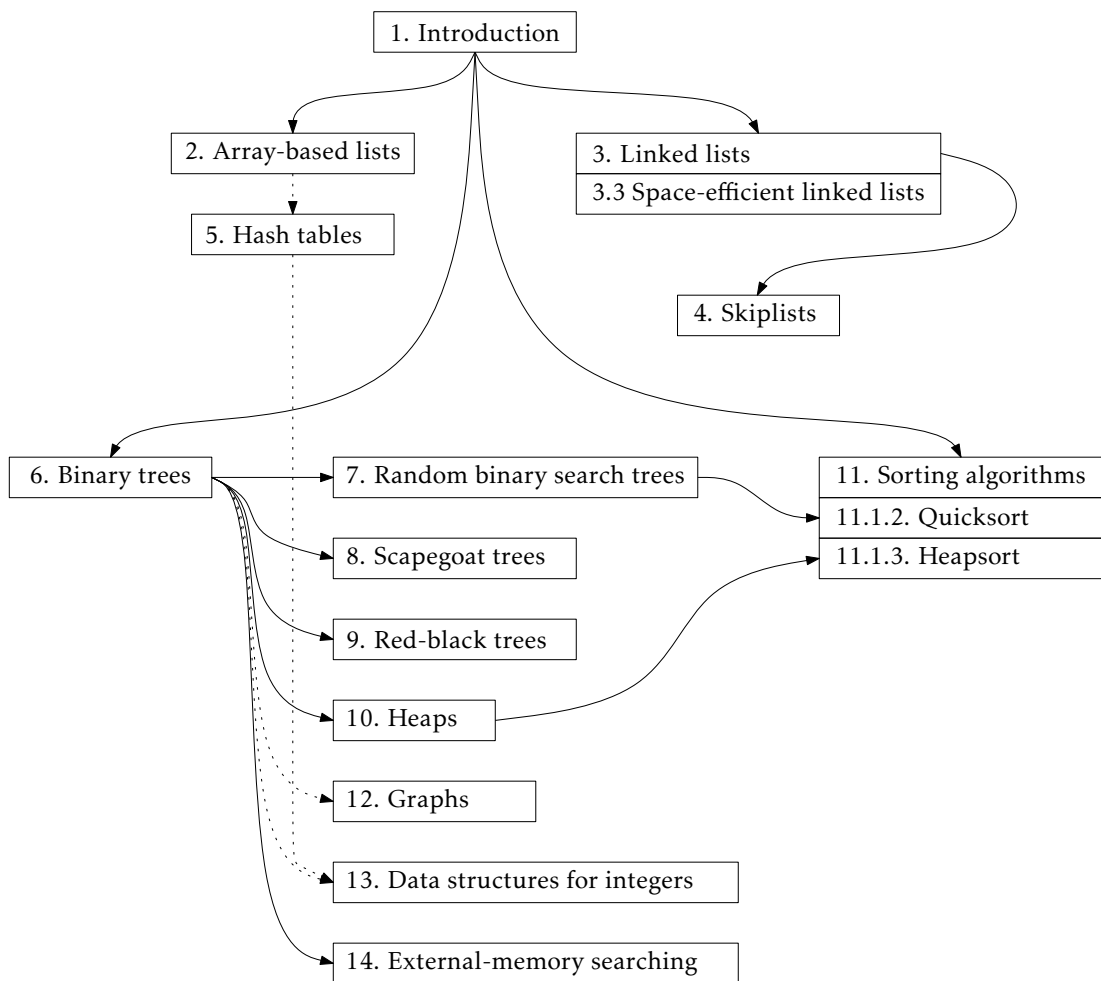 1. Introduction
2. Array-based lists
3. Linked lists
3.3 Space-efficient linked lists
5. Hash tables
4. Skiplists
6. Binary trees
7. Random binary search trees
11. Sorting algorithms
11.1.2. Quicksort
8. Scapegoat trees
11.1.3. Heapsort
9. Red-black trees
10. Heaps
12. Graphs
13. Data structures for integers
14. External-memory searching